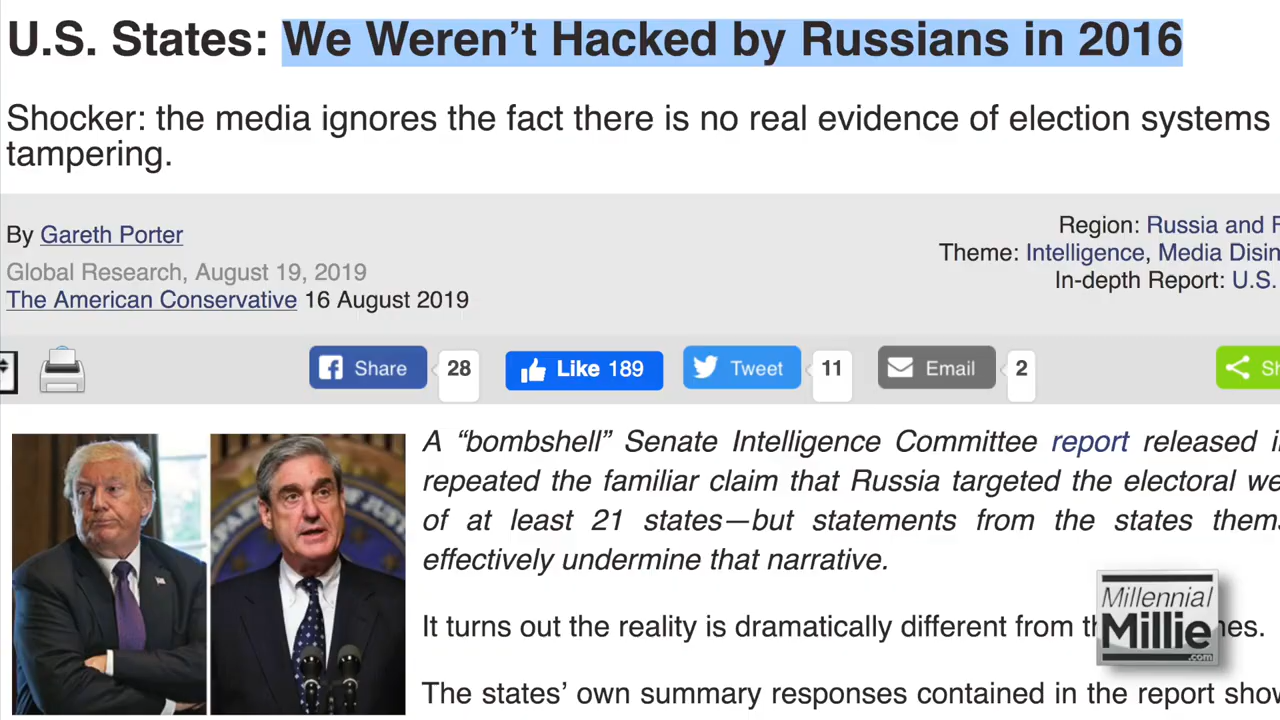 U.S. States: We Weren’t Hacked by Russians in 2016
Shocker: the media ignores the fact there is no real evidence of election systems
tampering.
By Gareth Porter
Region: Russia and
Global Research, August 19, 2019
Theme: Intelligence, Media
The American Conservative 16 August 2019
In-depth Report: U.S.
Share 28 Like 189 Tweet 11 Email 2
A “bombshell” Senate Intelligence Committee report released
repeated the familiar claim that Russia targeted the electoral
of at least 21 states—but statements from the states
effectively undermine that narrative.
It turns out the reality is dramatically different from
The states’ own summary responses contained in the report
Millennial
Millie
.com